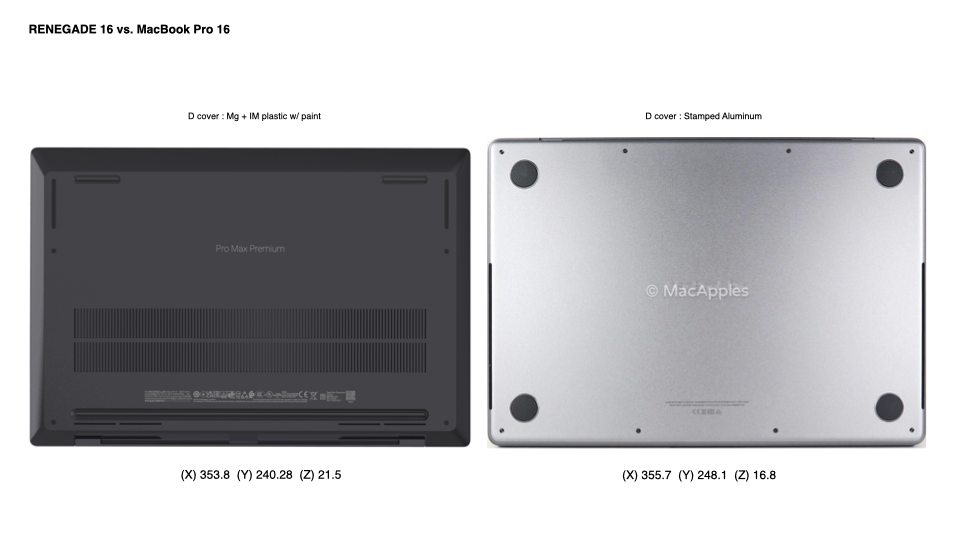 RENEGADE 16 vs. MacBook Pro 16
D cover : Mg + IM plastic w/ paint
D cover : Stamped Aluminum
Pro Max Premium
© MacApples
(X) 353.8 (Y) 240.28 (Z) 21.5
(X) 355.7 (Y) 248.1 (Z) 16.8